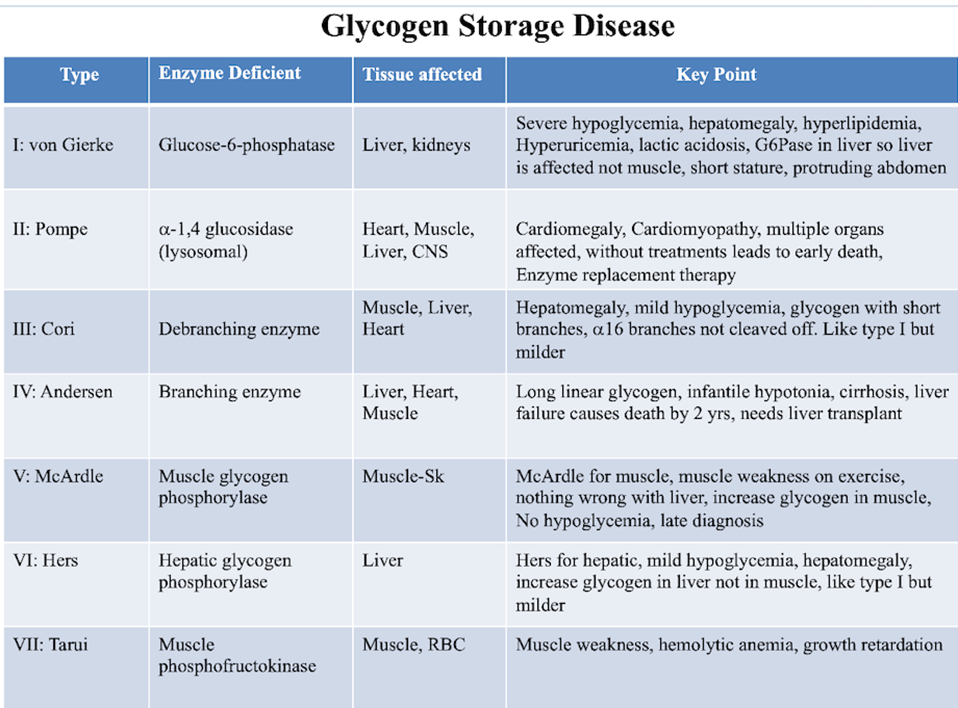 Glycogen Storage Disease
Type Enzyme Deficient Tissue affected Key Point
I: von Gierke Glucose-6-phosphatase Liver, kidneys
Severe hypoglycemia, hepatomegaly, hyperlipidemia,
Hyperuricemia, lactic acidosis, G6Pase in liver so liver
is affected not muscle, short stature, protruding abdomen
II: Pompe
α-1,4 glucosidase
(lysosomal)
Heart, Muscle,
Liver, CNS
Cardiomegaly, Cardiomyopathy, multiple organs
affected, without treatments leads to early death,
Enzyme replacement therapy
III: Cori
Debranching enzyme
Muscle, Liver,
Heart
Hepatomegaly, mild hypoglycemia, glycogen with short
branches, α16 branches not cleaved off. Like type I but
milder
IV: Andersen
Branching enzyme
Liver, Heart,
Muscle
Long linear glycogen, infantile hypotonia, cirrhosis, liver
failure causes death by 2 yrs, needs liver transplant
V: McArdle
Muscle glycogen
phosphorylase
Muscle-Sk
McArdle for muscle, muscle weakness on exercise,
nothing wrong with liver, increase glycogen in muscle,
No hypoglycemia, late diagnosis
VI: Hers
Hepatic glycogen
phosphorylase
Liver
Hers for hepatic, mild hypoglycemia, hepatomegaly,
increase glycogen in liver not in muscle, like type I but
milder
VII: Tarui
Muscle
phosphofructokinase
Muscle, RBC
Muscle weakness, hemolytic anemia, growth retardation